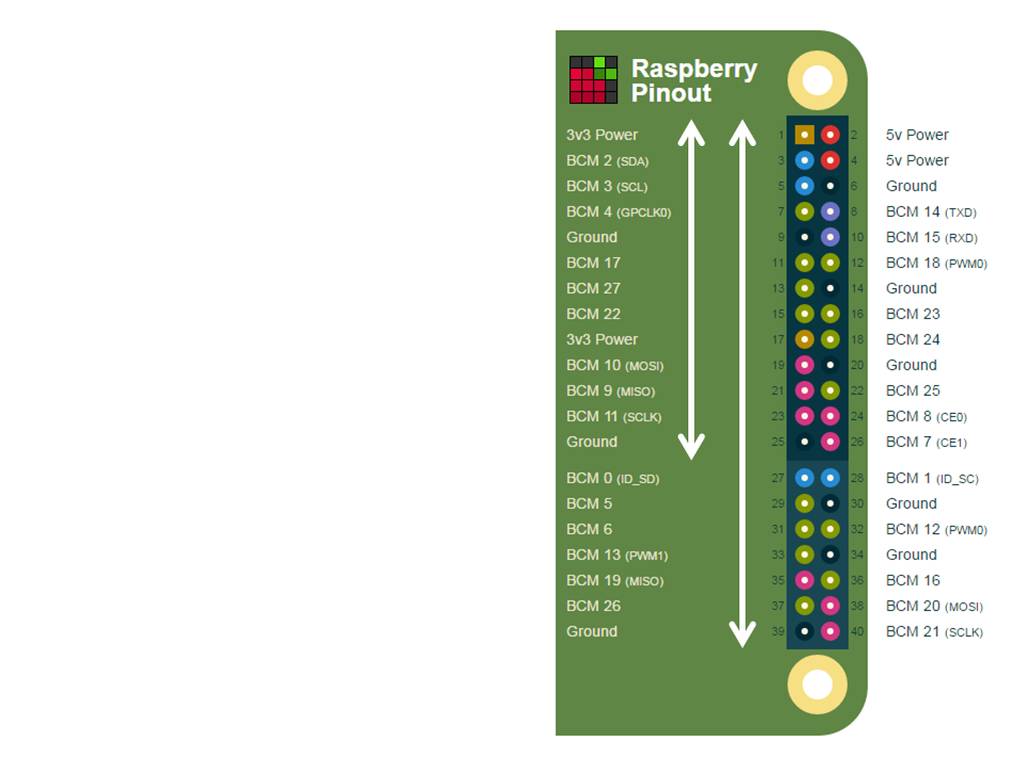 Raspberry
Pinout
3v3 Power 1 2 5v Power
BCM 2 (SDA) 3 4 5v Power
BCM 3 (SCL) 5 6 Ground
BCM 4 (GPCLK0) 7 8 BCM 14 (TXD)
Ground 9 10 BCM 15 (RXD)
BCM 17 11 12 BCM 18 (PWM0)
BCM 27 13 14 Ground
BCM 22 15 16 BCM 23
3v3 Power 17 18 BCM 24
BCM 10 (MOSI) 19 20 Ground
BCM 9 (MISO) 21 22 BCM 25
BCM 11 (SCLK) 23 24 BCM 8 (CE0)
Ground 25 26 BCM 7 (CE1)
BCM 0 (ID_SD) 27 28 BCM 1 (ID_SC)
BCM 5 29 30 Ground
BCM 6 31 32 BCM 12 (PWM0)
BCM 13 (PWM1) 33 34 Ground
BCM 19 (MISO) 35 36 BCM 16
BCM 26 37 38 BCM 20 (MOSI)
Ground 39 40 BCM 21 (SCLK)